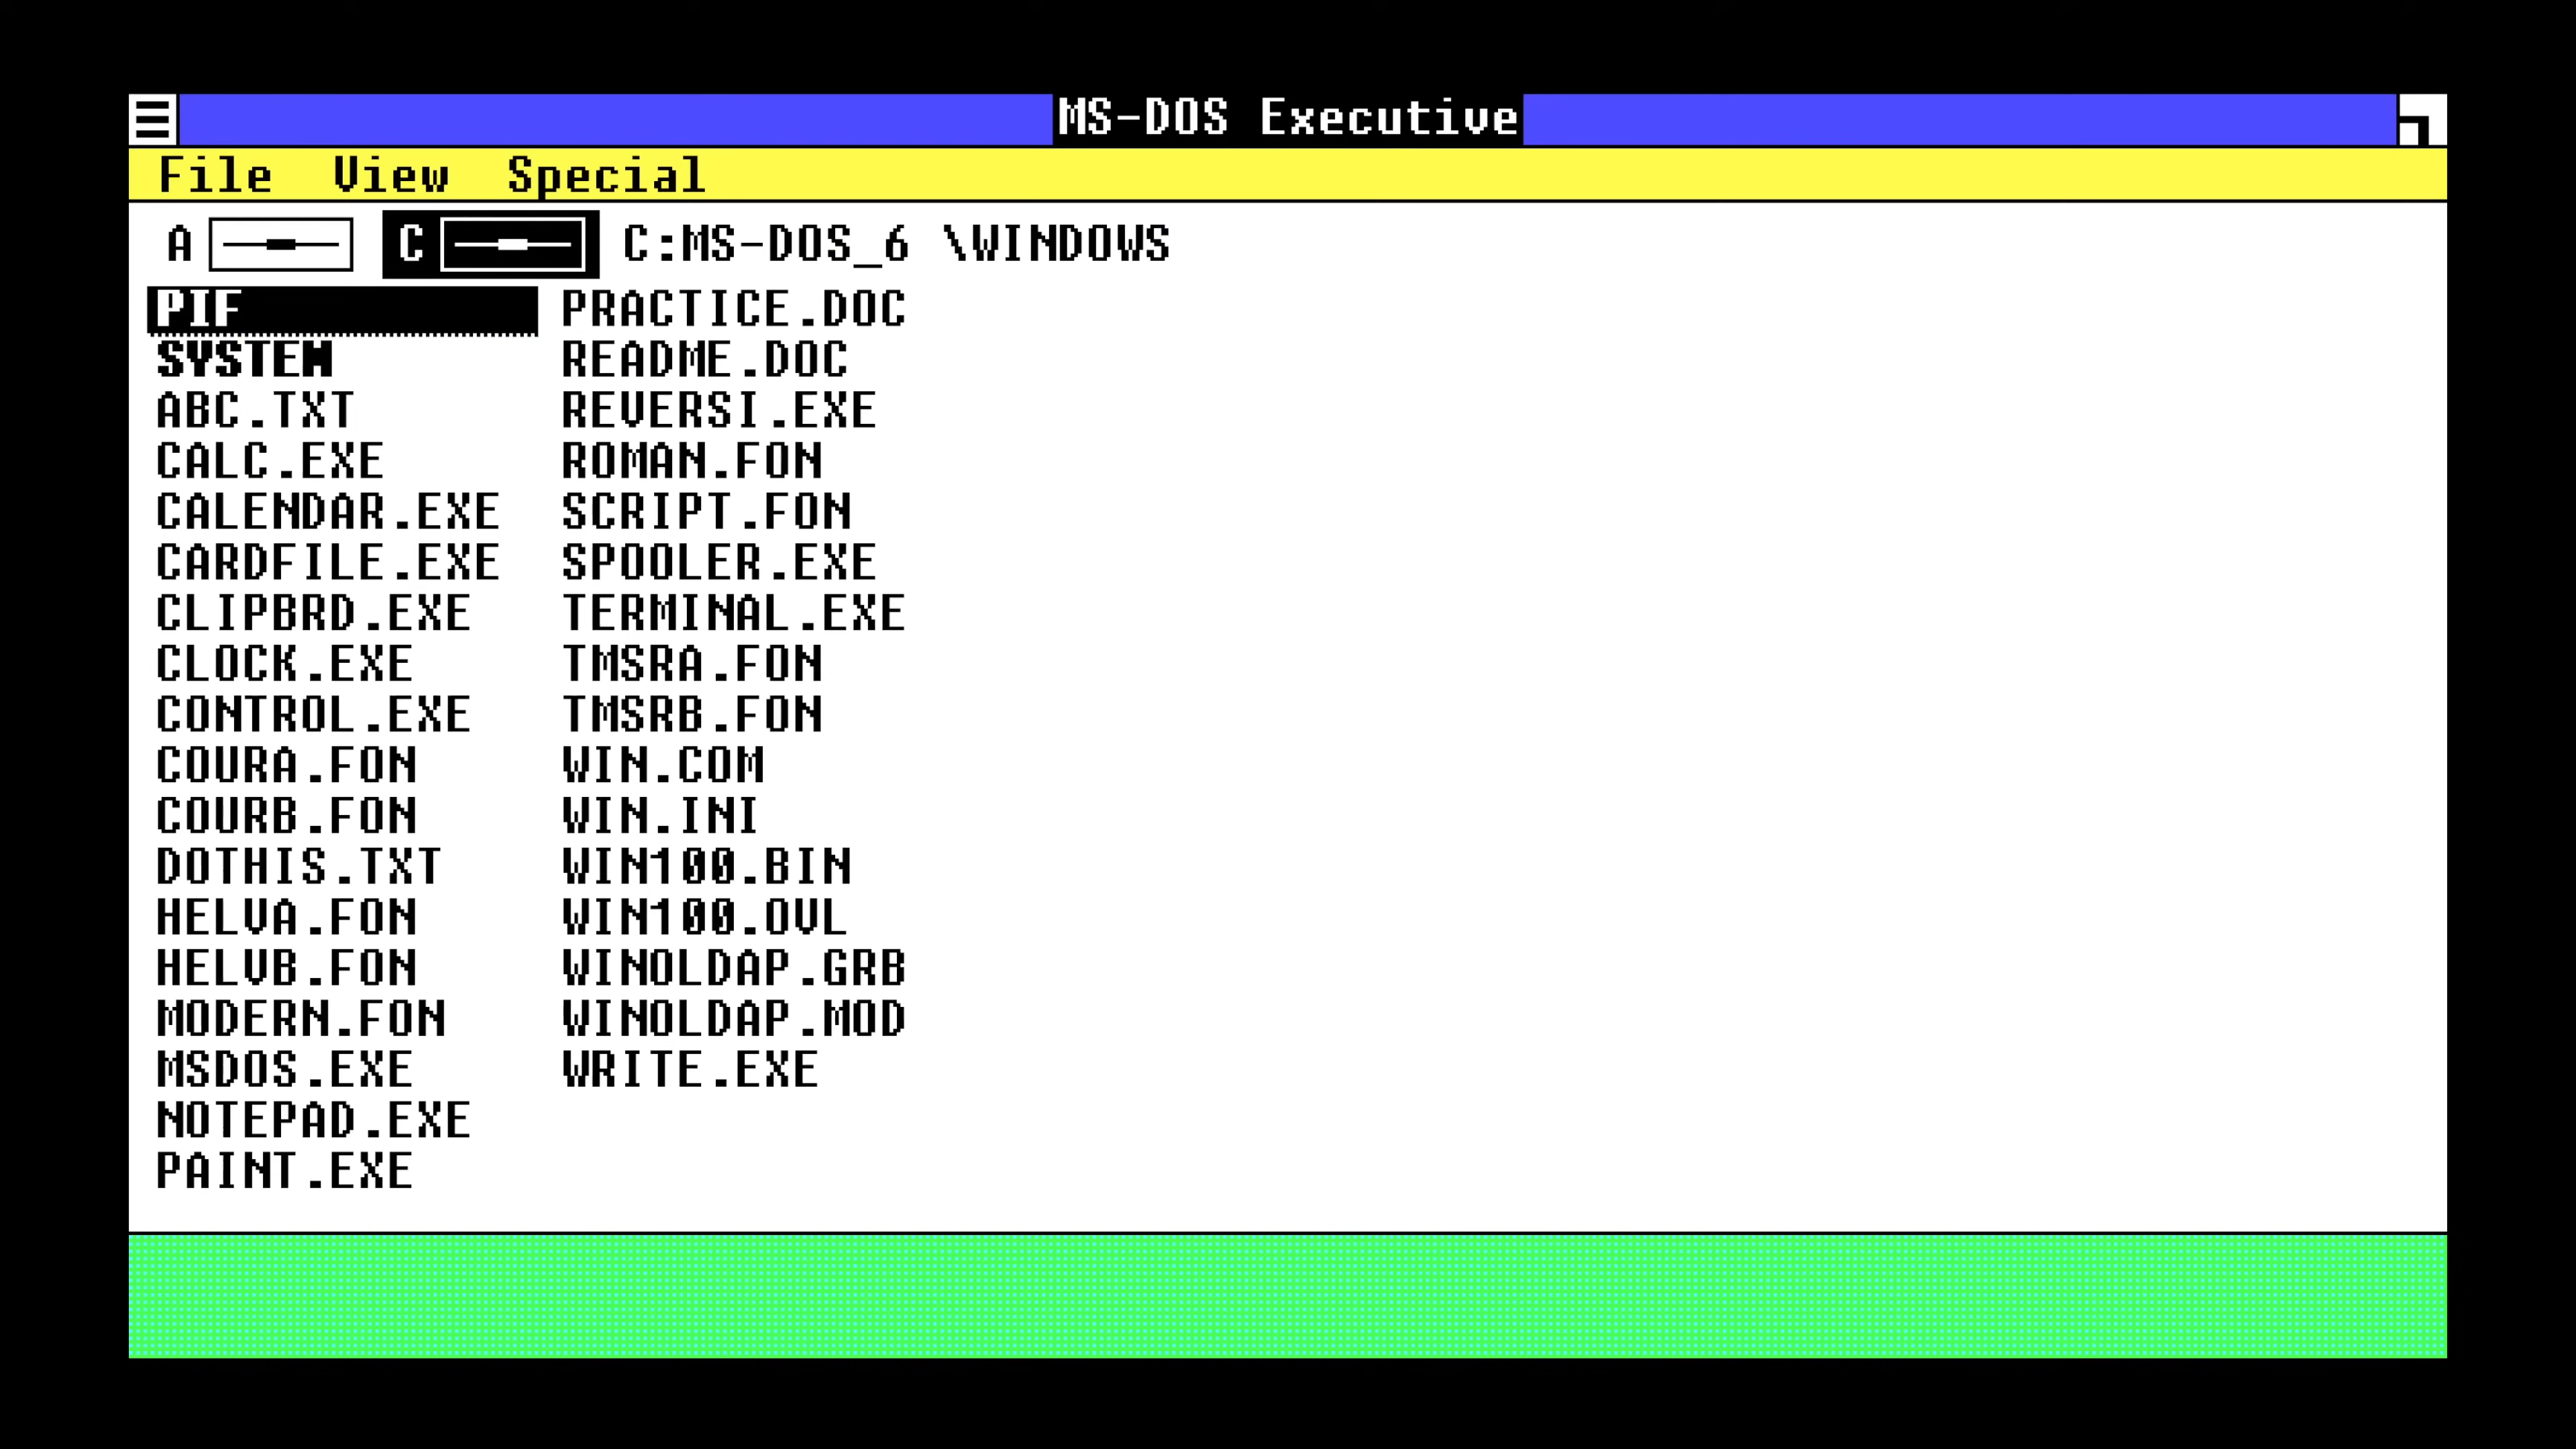 MS-DOS Executive
File View Special
A C C:MS-DOS_6 \WINDOWS
PIF
SYSTEM
ABC.TXT
CALC.EXE
CALENDAR.EXE
CARDFILE.EXE
CLIPBRD.EXE
CLOCK.EXE
CONTROL.EXE
COURA.FON
COURB.FON
DOTHIS.TXT
HELVA.FON
HELVB.FON
MODERN.FON
MSDOS.EXE
NOTEPAD.EXE
PAINT.EXE
PRACTICE.DOC
README.DOC
REVERSI.EXE
ROMAN.FON
SCRIPT.FON
SPOOLER.EXE
TERMINAL.EXE
TMSRA.FON
TMSRB.FON
WIN.COM
WIN.INI
WIN100.BIN
WIN100.OVL
WINOLDAP.GRB
WINOLDAP.MOD
WRITE.EXE